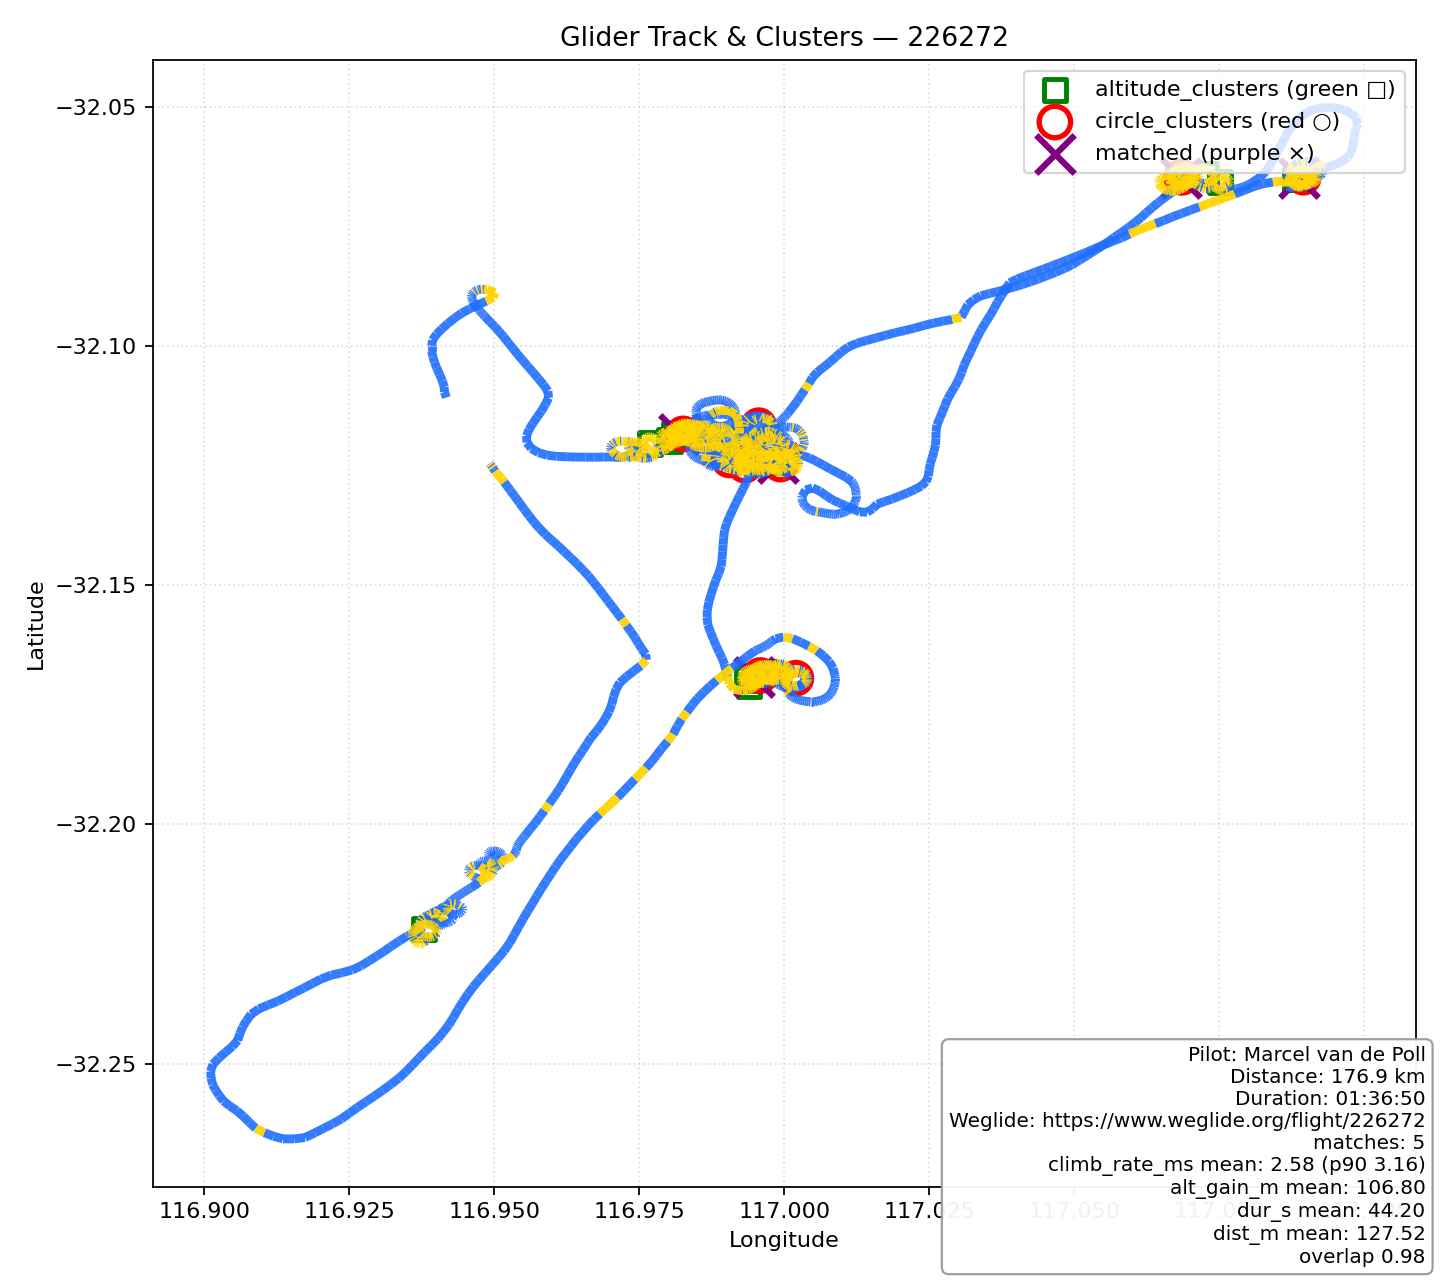 Glider Track & Clusters — 226272
altitude_clusters (green □)
circle_clusters (red ○)
matched (purple ×)
−32.05
−32.10
−32.15
−32.20
−32.25
Latitude
116.900
116.925
116.950
116.975
117.000
117.025
117.050
Longitude
Pilot: Marcel van de Poll
Distance: 176.9 km
Duration: 01:36:50
Weglide: https://www.weglide.org/flight/226272
matches: 5
climb_rate_ms mean: 2.58 (p90 3.16)
alt_gain_m mean: 106.80
dur_s mean: 44.20
dist_m mean: 127.52
overlap 0.98